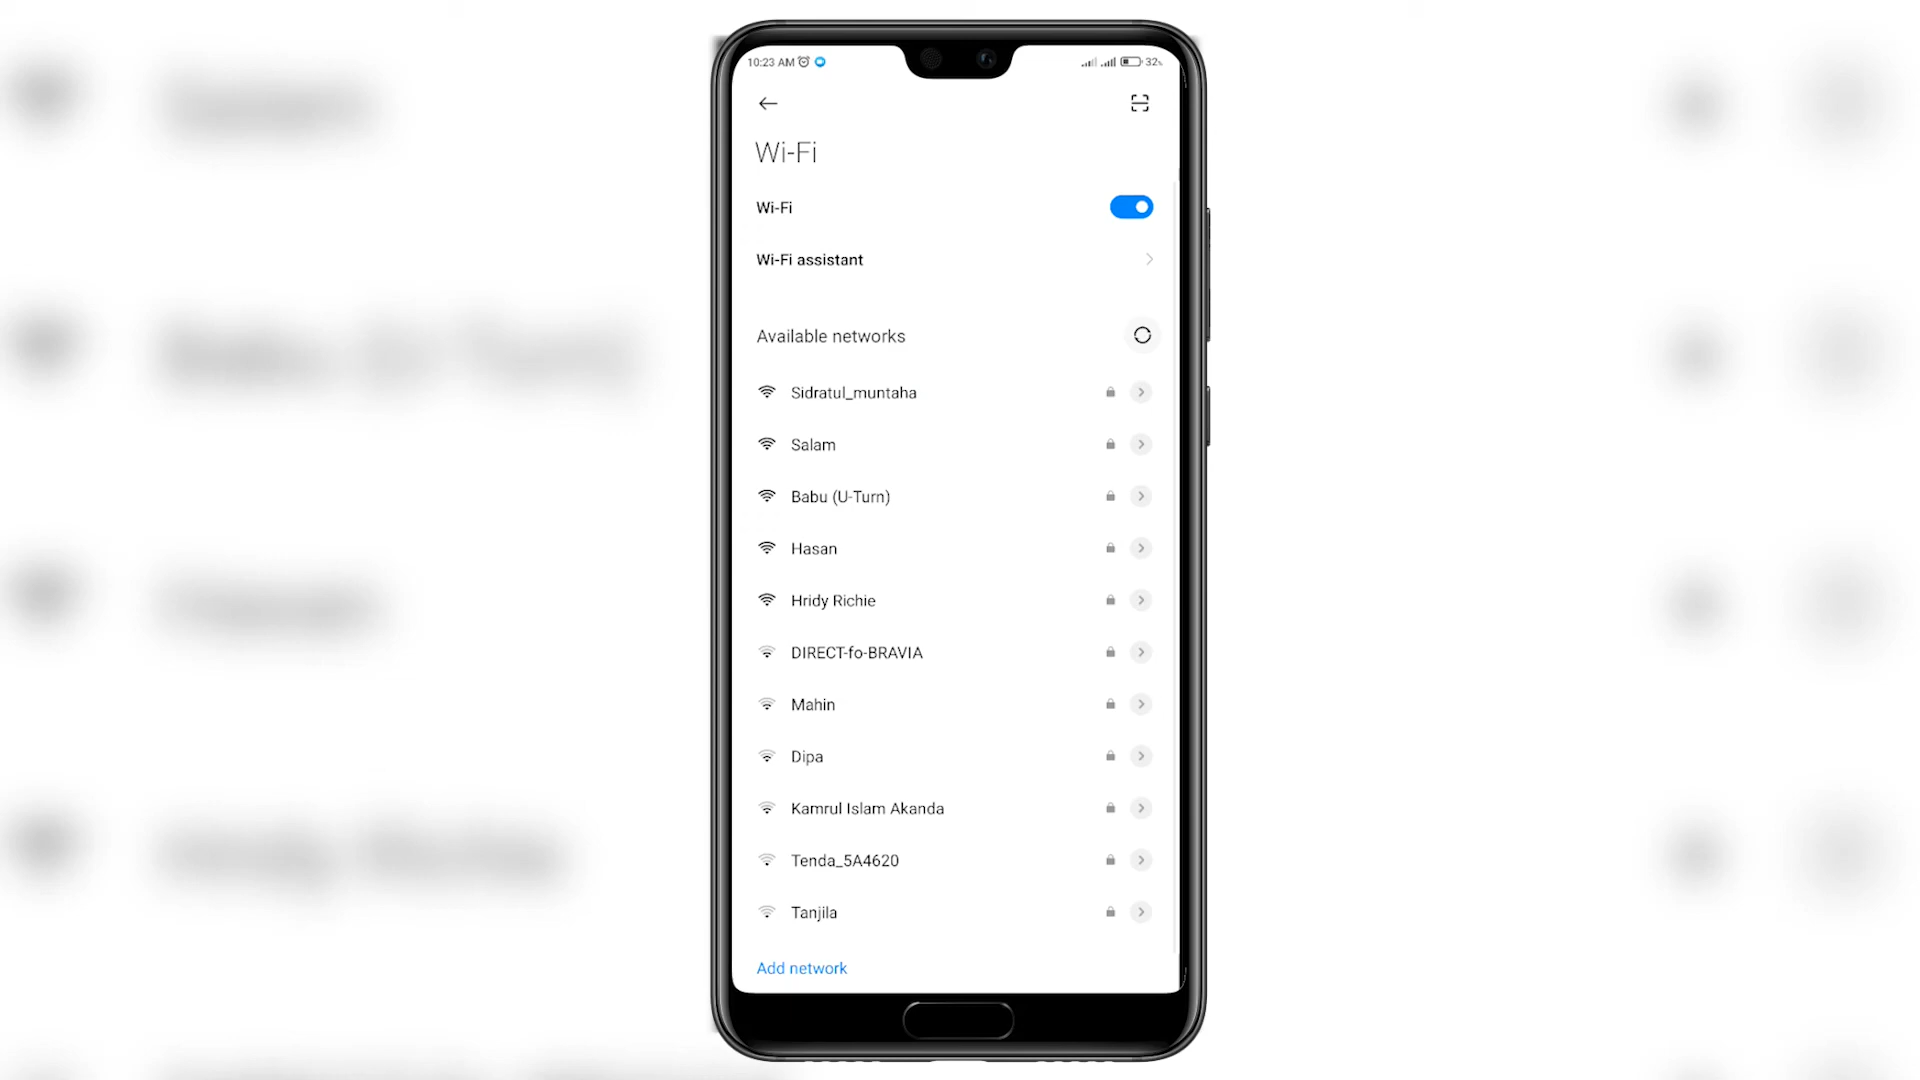 10:23 AM 32%
Wi-Fi
Wi-Fi
Wi-Fi assistant
Available networks
Sidratul_muntaha
Salam
Babu (U-Turn)
Hasan
Hridy Richie
DIRECT-fo-BRAVIA
Mahin
Dipa
Kamrul Islam Akanda
Tenda_5A4620
Tanjila
Add network